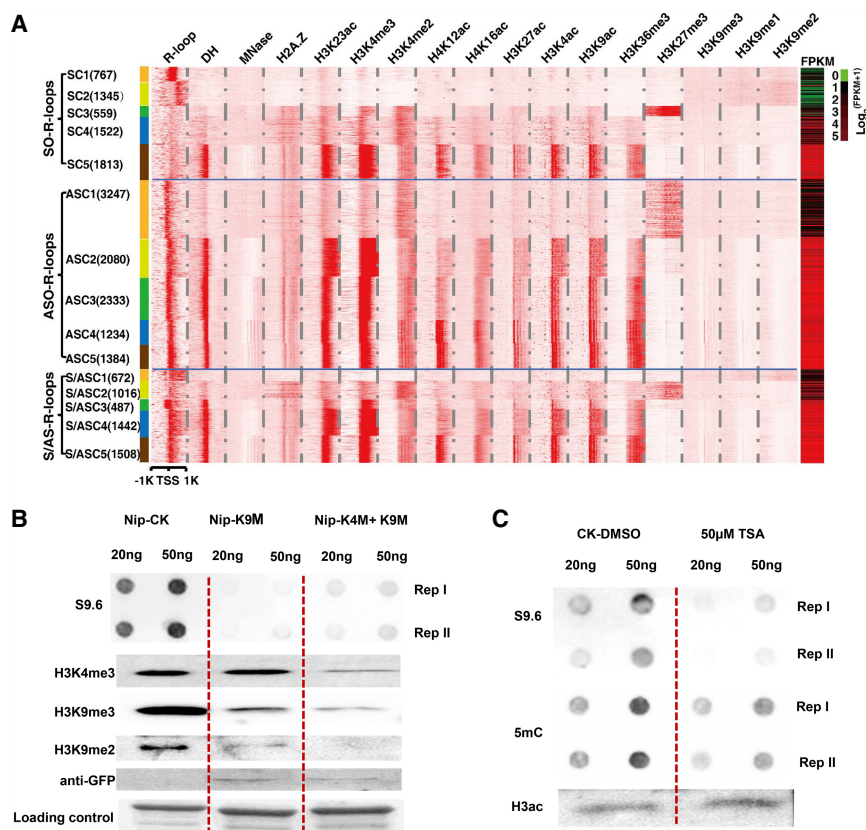 A
R-loop DH MNase H2A.Z H3K23ac H3K4me3 H3K4me2 H4K12ac H4K16ac H3K27ac H3K4ac H3K9ac H3K36me3 H3K27me3 H3K9me3 H3K9me1 H3K9me2
FPKM
0
1
2
3
4
5
Log2(FPKM+1)
SO-R-loops
SC1(767)
SC2(1345)
SC3(559)
SC4(1522)
SC5(1813)
ASO-R-loops
ASC1(3247)
ASC2(2080)
ASC3(2333)
ASC4(1234)
ASC5(1384)
S/AS-R-loops
S/ASC1(672)
S/ASC2(1016)
S/ASC3(487)
S/ASC4(1442)
S/ASC5(1508)
-1K TSS 1K
B
Nip-CK Nip-K9M Nip-K4M+ K9M
20ng 50ng 20ng 50ng 20ng 50ng
S9.6
Rep I
Rep II
H3K4me3
H3K9me3
H3K9me2
anti-GFP
Loading control
C
CK-DMSO 50μM TSA
20ng 50ng 20ng 50ng
S9.6
Rep I
Rep II
5mC
Rep I
Rep II
H3ac